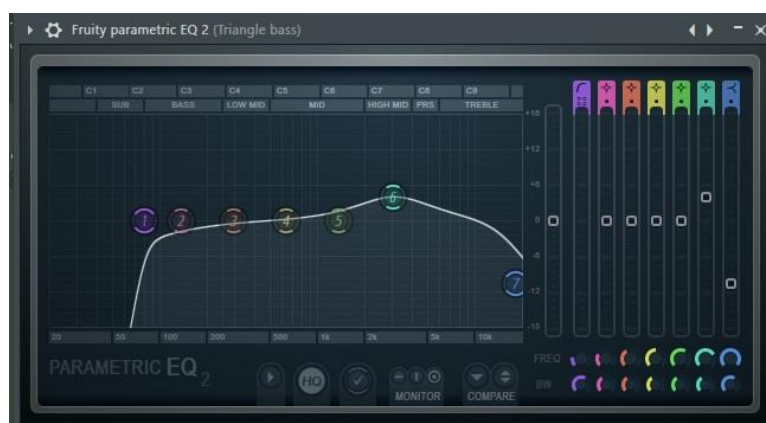 Fruity parametric EQ 2 (Triangle bass)
C1 C2 C3 C4 C5 C6 C7 C8 C9
SUB BASS LOW MID MID HIGH MID PRS TREBLE
+18
+12
+6
0
-6
-12
-18
1 2 3 4 5 6 7
20 50 100 200 500 1k 2k 5k 10k
PARAMETRIC EQ 2
HQ
MONITOR COMPARE
FREQ
BW